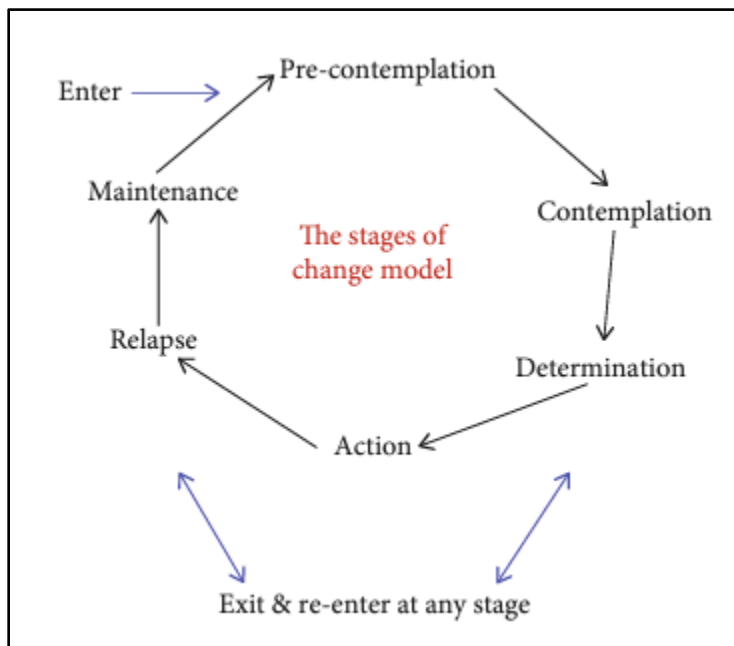 Pre-contemplation
Enter
Maintenance
Contemplation
The stages of
change model
Relapse
Determination
Action
Exit & re-enter at any stage